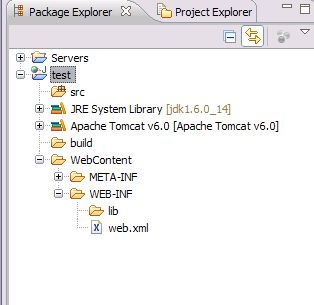 Package Explorer Project Explorer
Servers
test
src
JRE System Library [jdk1.6.0_14]
Apache Tomcat v6.0 [Apache Tomcat v6.0]
build
WebContent
META-INF
WEB-INF
lib
web.xml